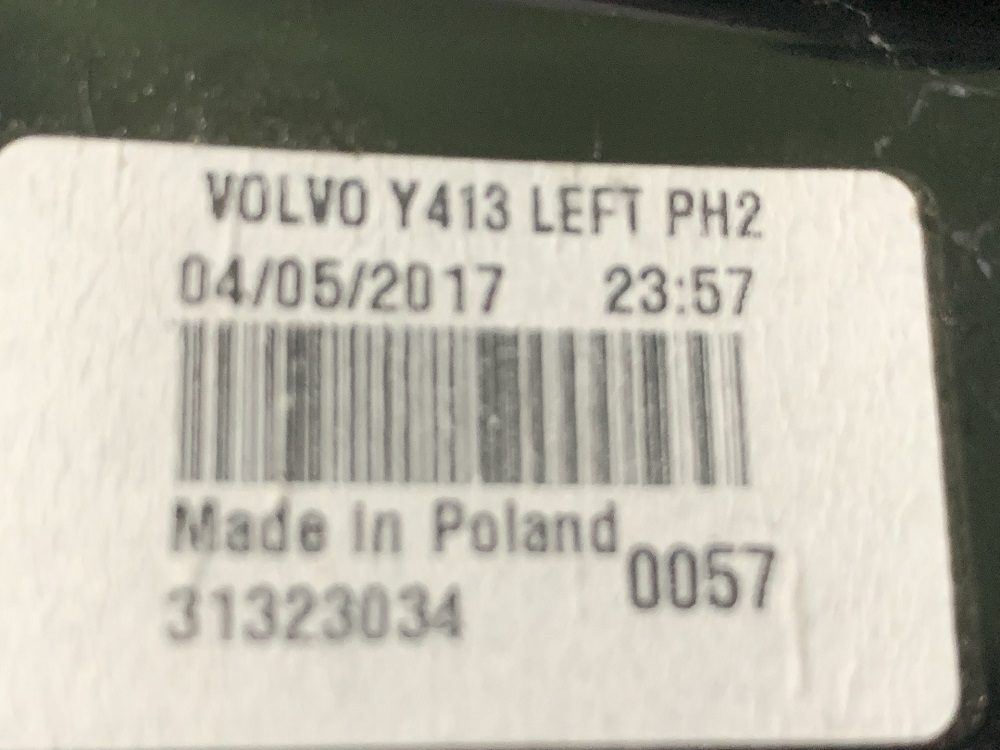 VOLVO Y413 LEFT PH2
04/05/2017 23:57
Made in Poland
0057
31323034